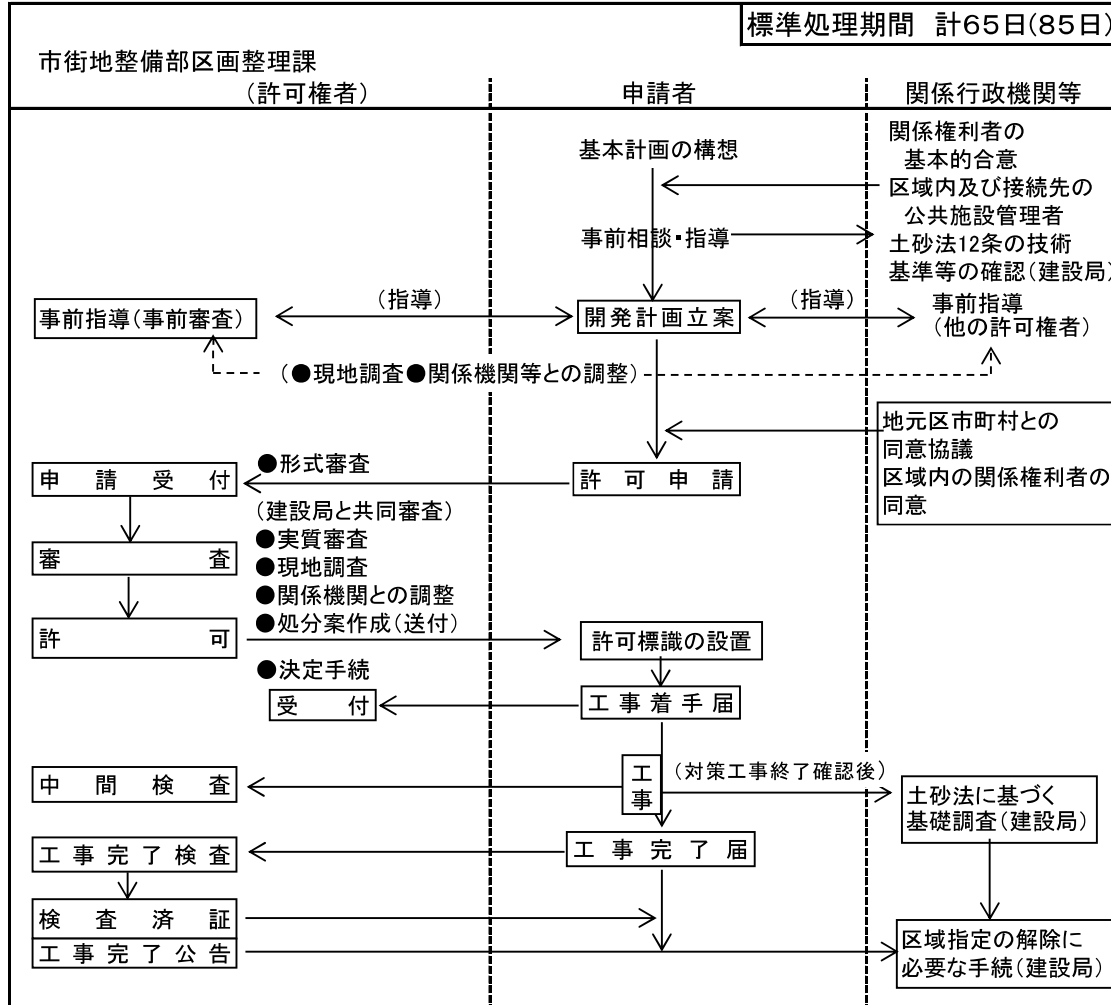 標準処理期間 計65日(85日)
市街地整備部区画整理課
(許可権者)
申請者
関係行政機関等
基本計画の構想
関係権利者の
基本的合意
区域内及び接続先の
公共施設管理者
土砂法12条の技術
基準等の確認(建設局)
事前相談・指導
事前指導(事前審査)
(指導)
開発計画立案
(指導)
事前指導
(他の許可権者)
(●現地調査●関係機関等との調整)
地元区市町村との
同意協議
区域内の関係権利者の
同意
申請受付
●形式審査
許可申請
(建設局と共同審査)
審査
●実質審査
●現地調査
●関係機関との調整
●処分案作成(送付)
許可
許可標識の設置
●決定手続
受付
工事着手届
中間検査
工事
(対策工事終了確認後)
土砂法に基づく
基礎調査(建設局)
工事完了検査
工事完了届
検査済証
工事完了公告
区域指定の解除に
必要な手続(建設局)